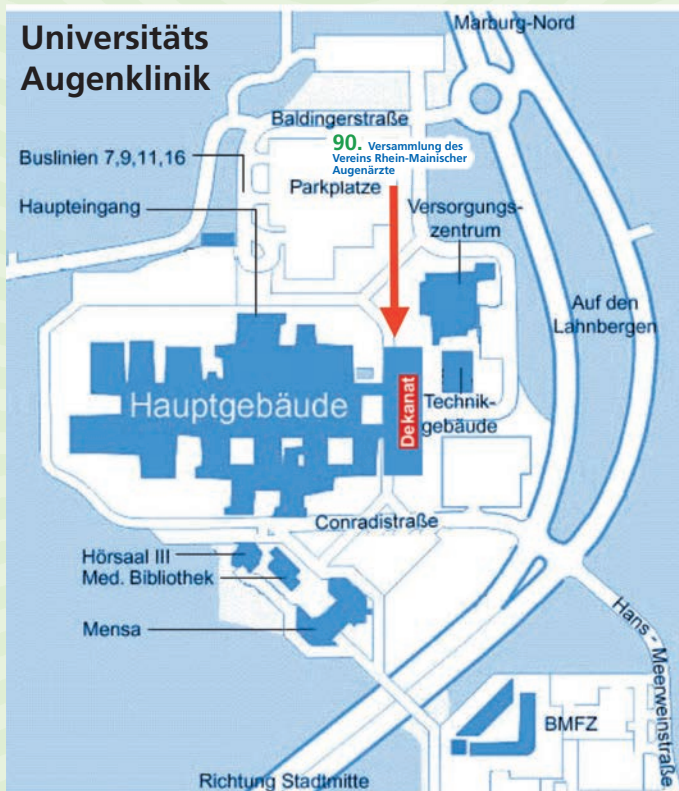 Universitäts
Augenklinik
Marburg-Nord
Baldingerstraße
90. Versammlung des
Vereins Rhein-Mainischer
Augenärzte
Buslinien 7,9,11,16
Parkplatze
Haupteingang
Versorgungs-
zentrum
Auf den
Lahnbergen
Hauptgebäude
Dekanat
Technik-
gebäude
Conradistraße
Hörsaal III
Med. Bibliothek
Mensa
Hans - Meerweinstraße
BMFZ
Richtung Stadtmitte